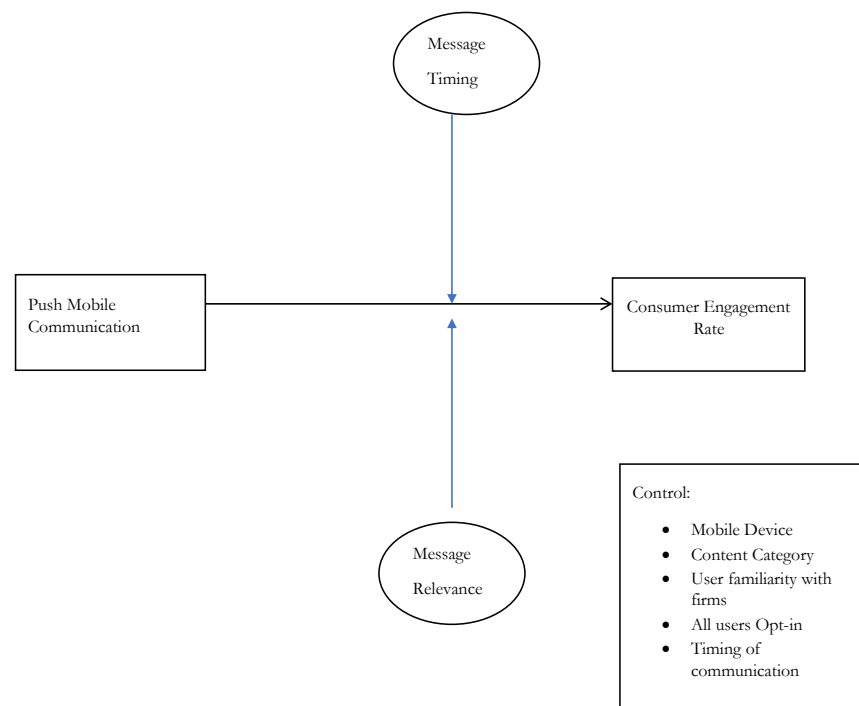 Message
Timing
Push Mobile
Communication
Consumer Engagement
Rate
Message
Relevance
Control:
• Mobile Device
• Content Category
• User familiarity with
firms
• All users Opt-in
• Timing of
communication